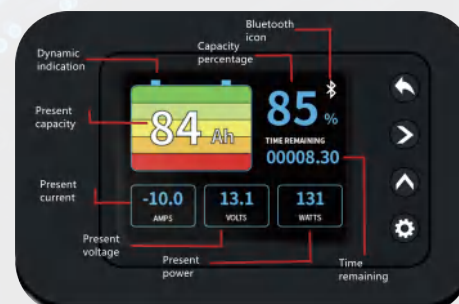 Bluetooth
icon
Dynamic
indication
Capacity
percentage
Present
capacity
84 Ah
85 %
TIME REMAINING
00008.30
Present
current
-10.0
AMPS
13.1
VOLTS
131
WATTS
Present
voltage
Present
power
Time
remaining